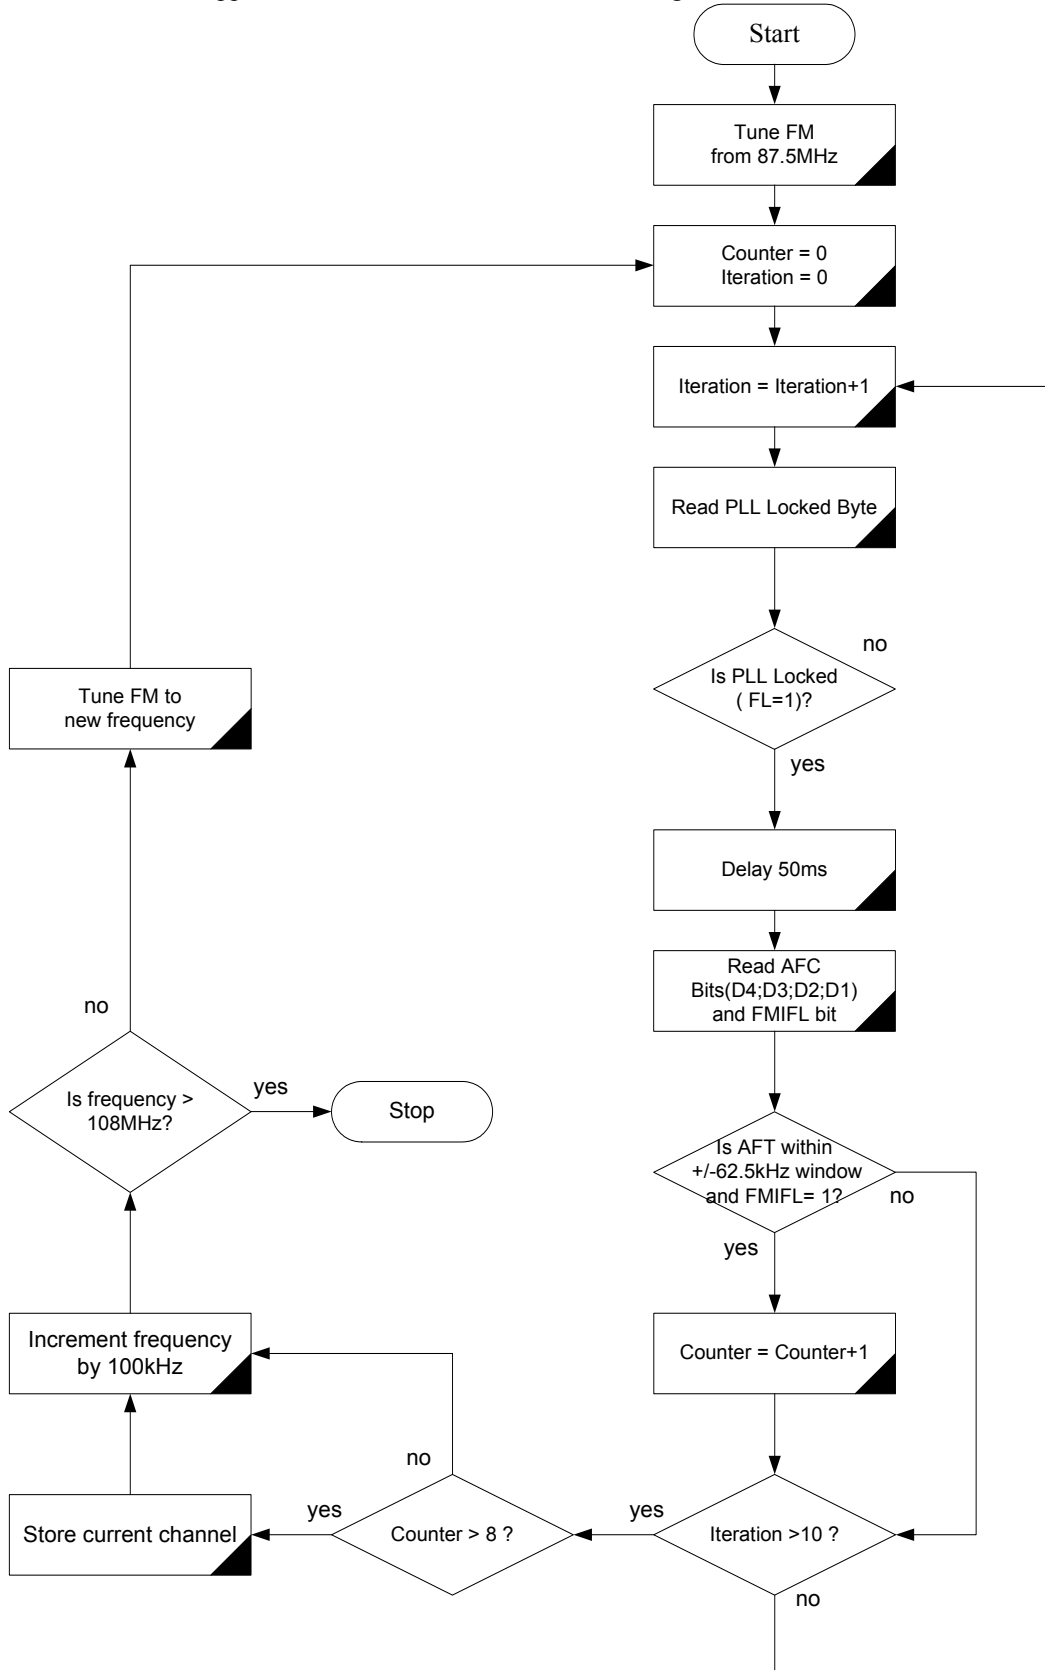 Start
Tune FM
from 87.5MHz
Counter = 0
Iteration = 0
Iteration = Iteration+1
Read PLL Locked Byte
no
Is PLL Locked
( FL=1)?
yes
Tune FM to
new frequency
Delay 50ms
Read AFC
Bits(D4;D3;D2;D1)
and FMIFL bit
no
Is frequency >
108MHz?
yes
Stop
Is AFT within
+/-62.5kHz window
and FMIFL= 1?
no
yes
Increment frequency
by 100kHz
Counter = Counter+1
no
Store current channel
yes
Counter > 8 ?
yes
Iteration >10 ?
no